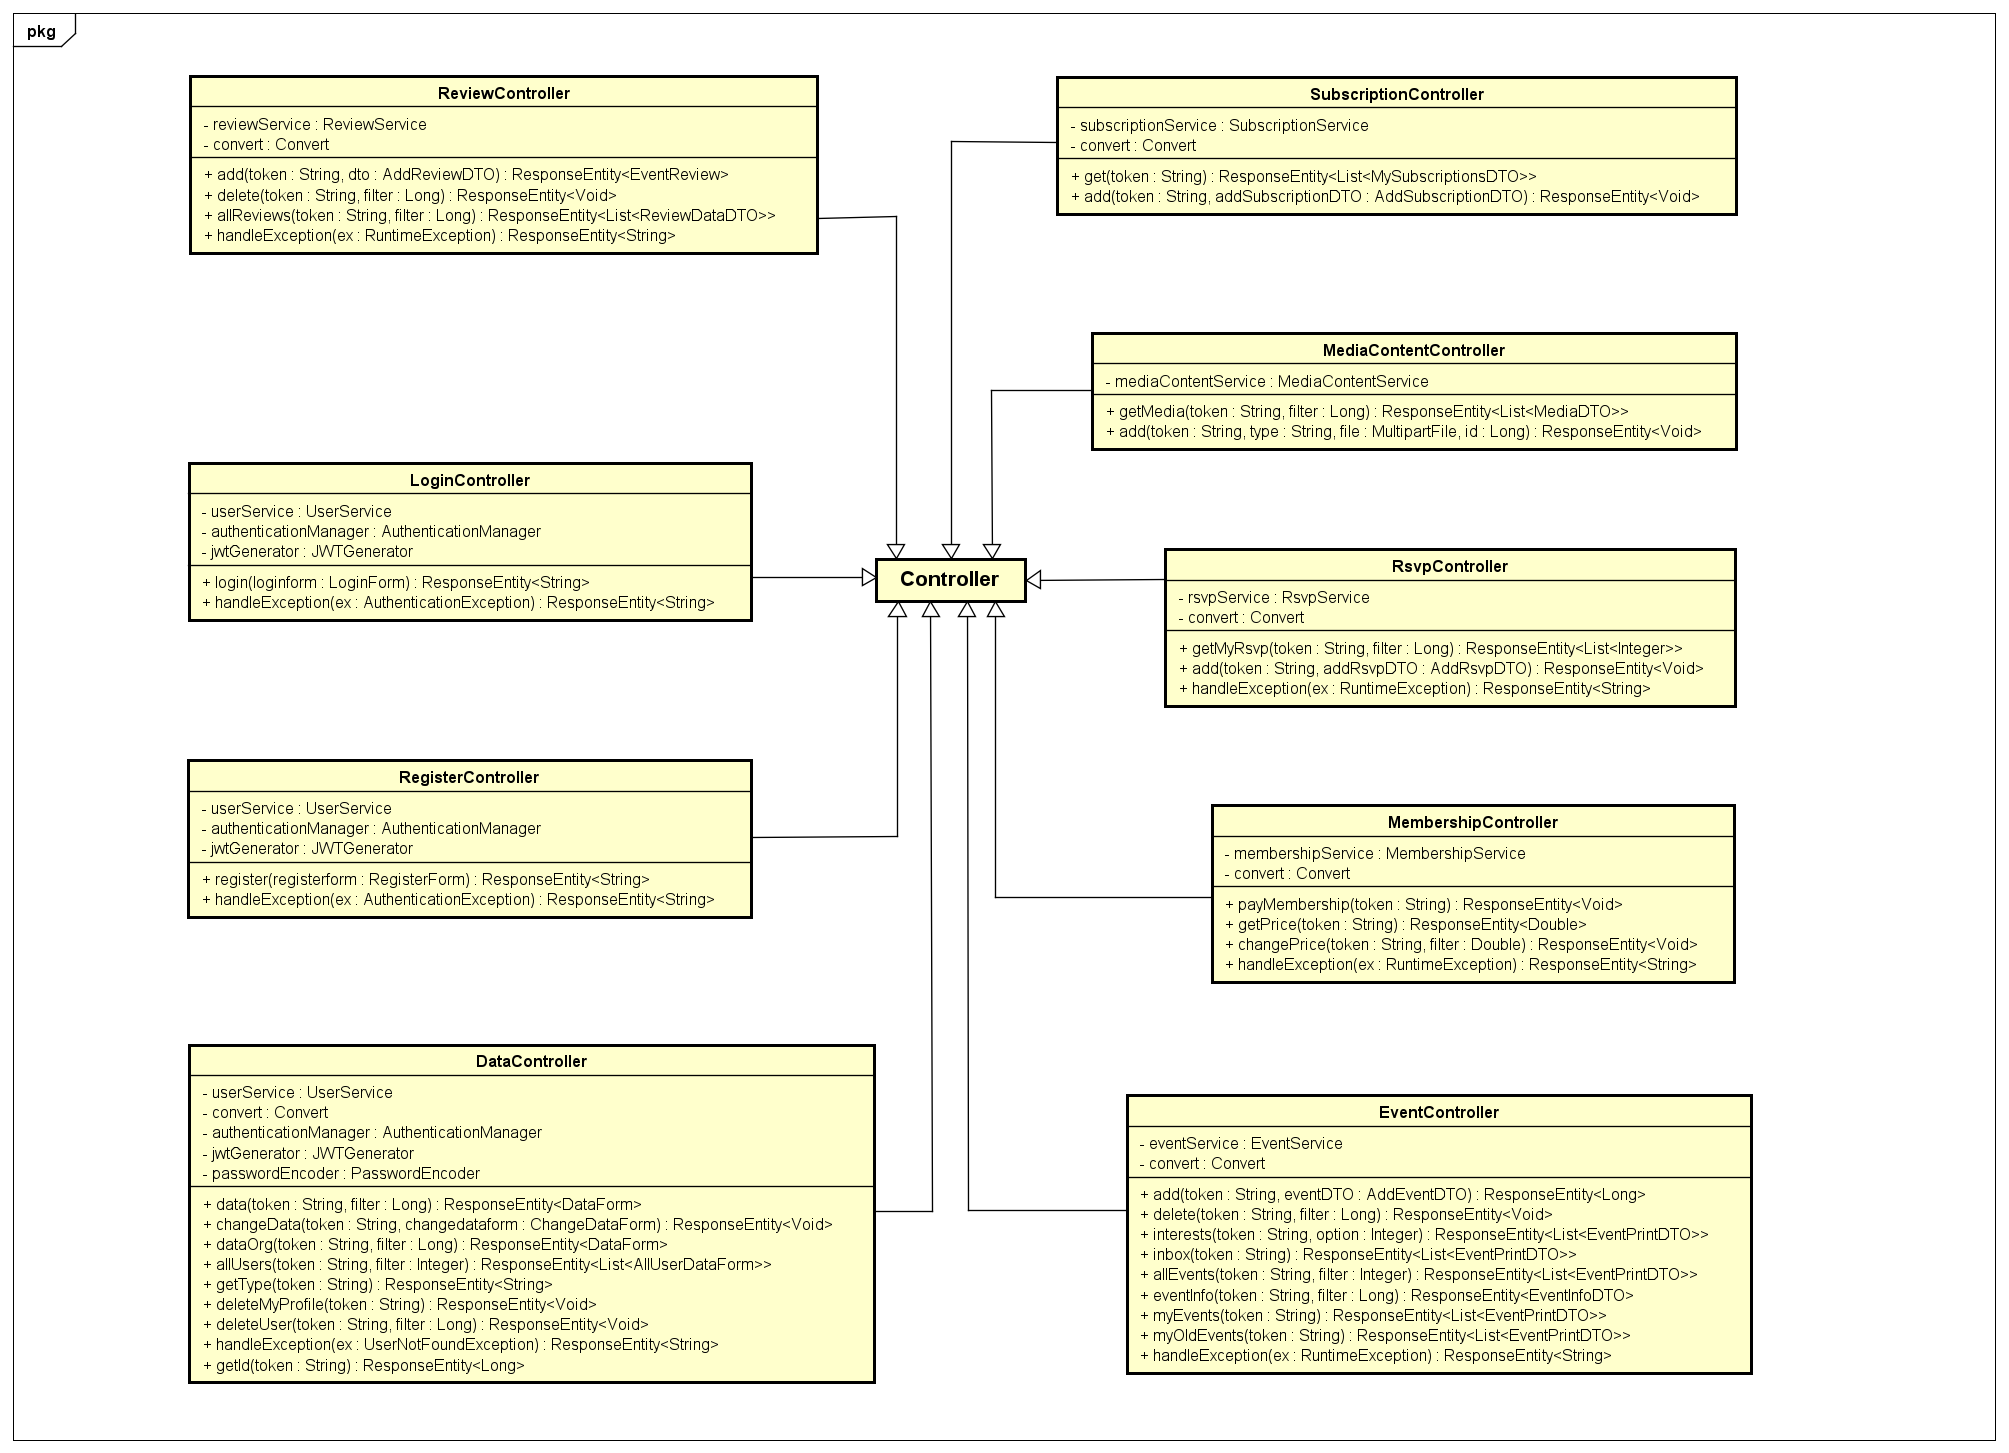 pkg
ReviewController
- reviewService : ReviewService
- convert : Convert
+ add(token : String, dto : AddReviewDTO) : ResponseEntity<EventReview>
+ delete(token : String, filter : Long) : ResponseEntity<Void>
+ allReviews(token : String, filter : Long) : ResponseEntity<List<ReviewDataDTO>>
+ handleException(ex : RuntimeException) : ResponseEntity<String>
SubscriptionController
- subscriptionService : SubscriptionService
- convert : Convert
+ get(token : String) : ResponseEntity<List<MySubscriptionsDTO>>
+ add(token : String, addSubscriptionDTO : AddSubscriptionDTO) : ResponseEntity<Void>
MediaContentController
- mediaContentService : MediaContentService
+ getMedia(token : String, filter : Long) : ResponseEntity<List<MediaDTO>>
+ add(token : String, type : String, file : MultipartFile, id : Long) : ResponseEntity<Void>
LoginController
- userService : UserService
- authenticationManager : AuthenticationManager
- jwtGenerator : JWTGenerator
+ login(loginform : LoginForm) : ResponseEntity<String>
+ handleException(ex : AuthenticationException) : ResponseEntity<String>
Controller
RsvpController
- rsvpService : RsvpService
- convert : Convert
+ getMyRsvp(token : String, filter : Long) : ResponseEntity<List<Integer>>
+ add(token : String, addRsvpDTO : AddRsvpDTO) : ResponseEntity<Void>
+ handleException(ex : RuntimeException) : ResponseEntity<String>
RegisterController
- userService : UserService
- authenticationManager : AuthenticationManager
- jwtGenerator : JWTGenerator
+ register(registerform : RegisterForm) : ResponseEntity<String>
+ handleException(ex : AuthenticationException) : ResponseEntity<String>
MembershipController
- membershipService : MembershipService
- convert : Convert
+ payMembership(token : String) : ResponseEntity<Void>
+ getPrice(token : String) : ResponseEntity<Double>
+ changePrice(token : String, filter : Double) : ResponseEntity<Void>
+ handleException(ex : RuntimeException) : ResponseEntity<String>
DataController
- userService : UserService
- convert : Convert
- authenticationManager : AuthenticationManager
- jwtGenerator : JWTGenerator
- passwordEncoder : PasswordEncoder
+ data(token : String, filter : Long) : ResponseEntity<DataForm>
+ changeData(token : String, changedataform : ChangeDataForm) : ResponseEntity<Void>
+ dataOrg(token : String, filter : Long) : ResponseEntity<DataForm>
+ allUsers(token : String, filter : Integer) : ResponseEntity<List<AllUserDataForm>>
+ getType(token : String) : ResponseEntity<String>
+ deleteMyProfile(token : String) : ResponseEntity<Void>
+ deleteUser(token : String, filter : Long) : ResponseEntity<Void>
+ handleException(ex : UserNotFoundException) : ResponseEntity<String>
+ getId(token : String) : ResponseEntity<Long>
EventController
- eventService : EventService
- convert : Convert
+ add(token : String, eventDTO : AddEventDTO) : ResponseEntity<Long>
+ delete(token : String, filter : Long) : ResponseEntity<Void>
+ interests(token : String, option : Integer) : ResponseEntity<List<EventPrintDTO>>
+ inbox(token : String) : ResponseEntity<List<EventPrintDTO>>
+ allEvents(token : String, filter : Integer) : ResponseEntity<List<EventPrintDTO>>
+ eventInfo(token : String, filter : Long) : ResponseEntity<EventInfoDTO>
+ myEvents(token : String) : ResponseEntity<List<EventPrintDTO>>
+ myOldEvents(token : String) : ResponseEntity<List<EventPrintDTO>>
+ handleException(ex : RuntimeException) : ResponseEntity<String>